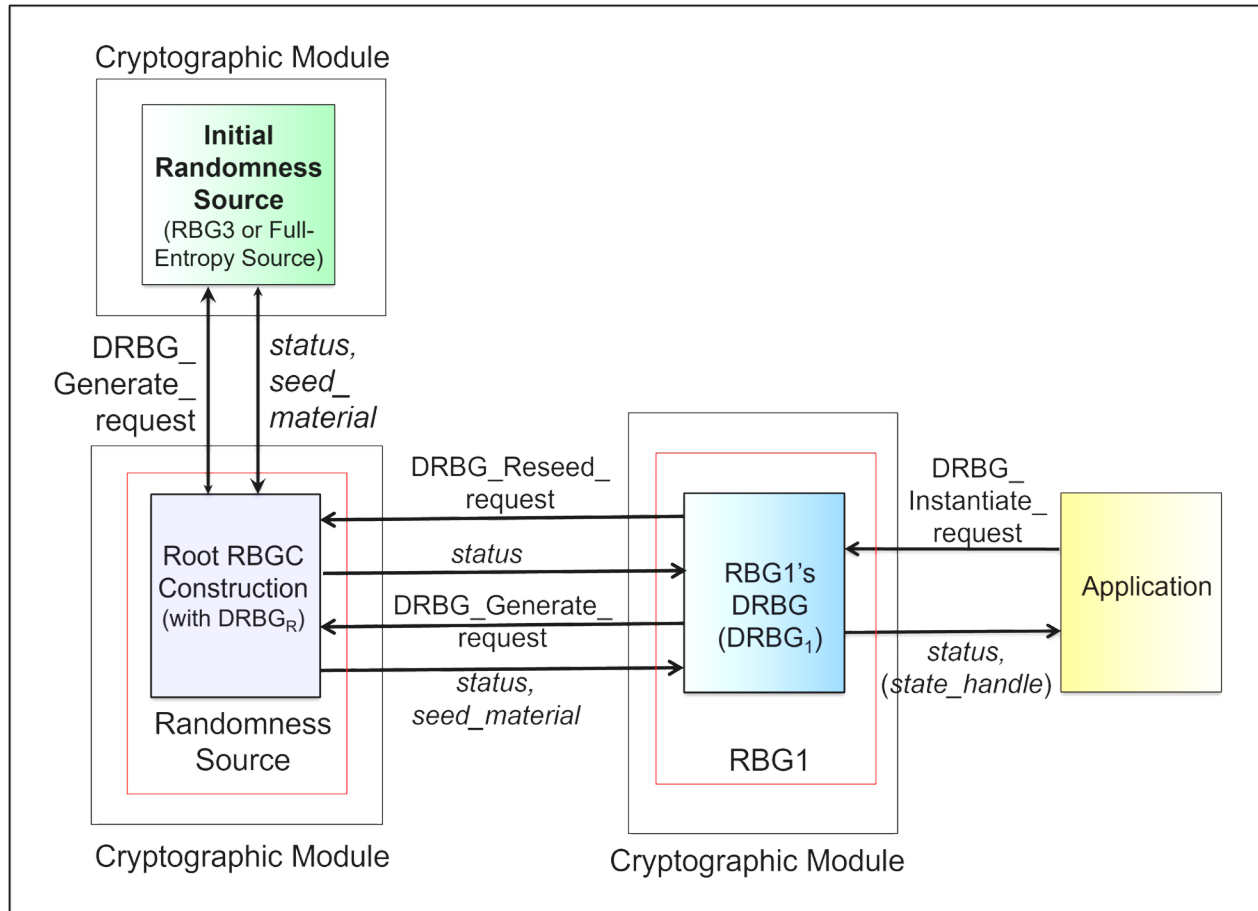 Cryptographic Module
Initial
Randomness
Source
(RBG3 or Full-
Entropy Source)
DRBG_
Generate_
request
status,
seed_
material
Root RBGC
Construction
(with DRBG_R)
Randomness
Source
Cryptographic Module
DRBG_Reseed_
request
status
DRBG_Generate_
request
status,
seed_material
RBG1's
DRBG
(DRBG₁)
RBG1
Cryptographic Module
DRBG_
Instantiate_
request
status,
(state_handle)
Application